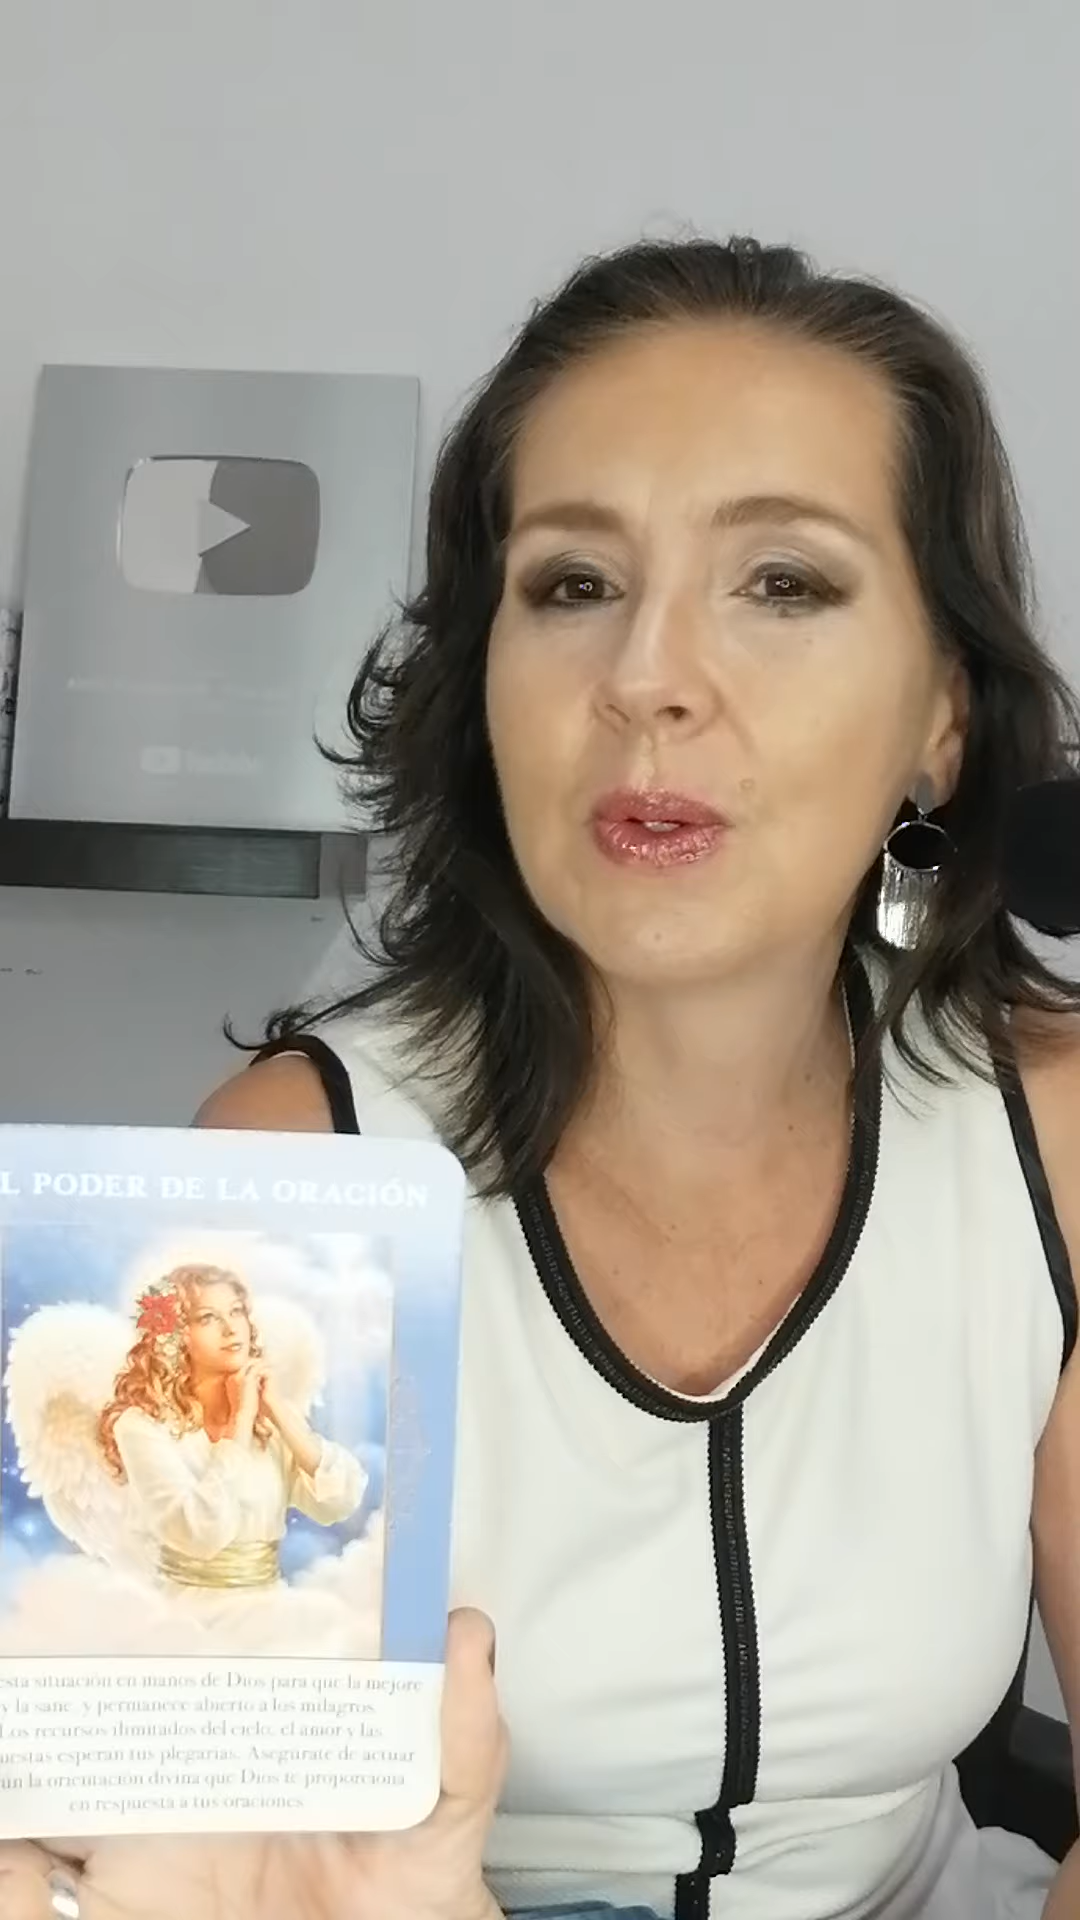 L PODER DE LA ORACIÓN
esta situación en manos de Dios para que la mejore
y la sane, y permanece abierto a los milagros.
Los recursos ilimitados del cielo, el amor y las
uestas esperan tus plegarias. Asegúrate de actuar
ún la orientación divina que Dios te proporciona
en respuesta a tus oraciones.